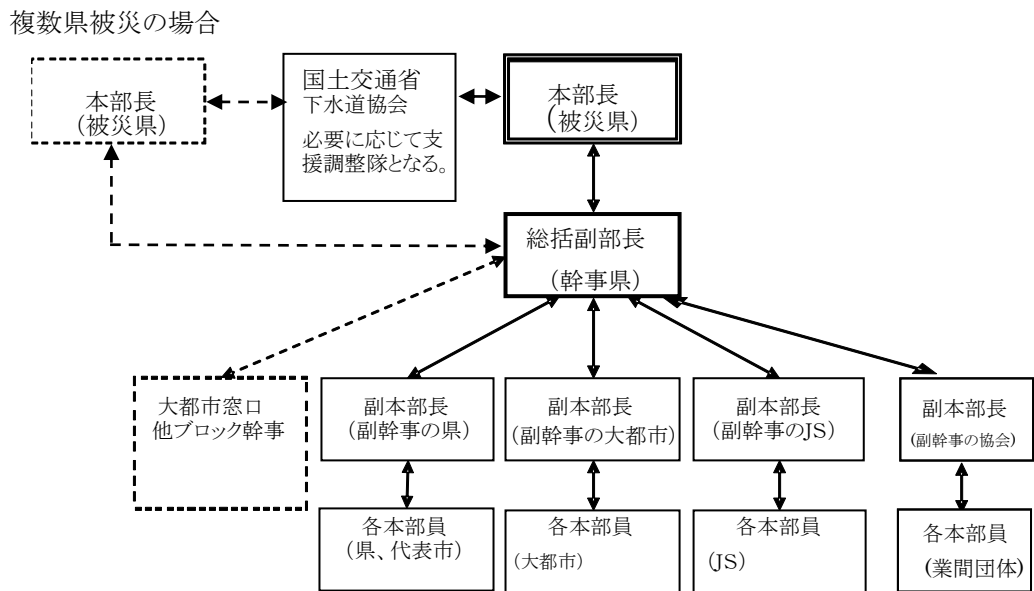 複数県被災の場合
本部長
(被災県)
国土交通省
下水道協会
必要に応じて支
援調整隊となる。
本部長
(被災県)
総括副部長
(幹事県)
大都市窓口
他ブロック幹事
副本部長
(副幹事の県)
副本部長
(副幹事の大都市)
副本部長
(副幹事のJS)
副本部長
(副幹事の協会)
各本部員
(県、代表市)
各本部員
(大都市)
各本部員
(JS)
各本部員
(業間団体)